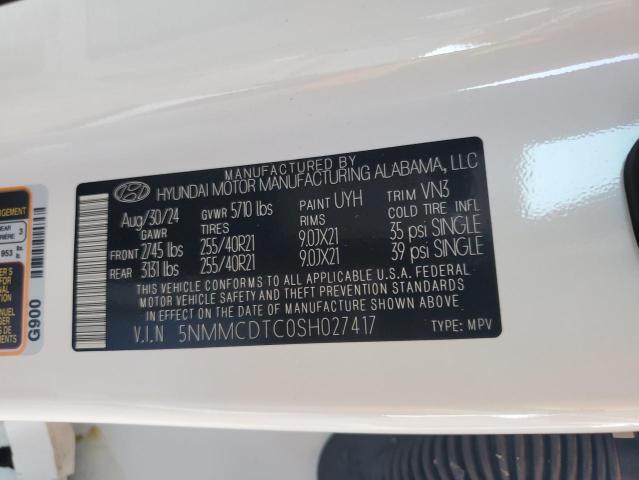 MANUFACTURED BY
HYUNDAI MOTOR MANUFACTURING ALABAMA, LLC
Aug/30/24 GVWR 5710 lbs PAINT UYH TRIM VN3
GAWR TIRES RIMS COLD TIRE INFL
FRONT 2745 lbs 255/40R21 9.0JX21 35 psi SINGLE
REAR 3131 lbs 255/40R21 9.0JX21 39 psi SINGLE
THIS VEHICLE CONFORMS TO ALL APPLICABLE U.S.A. FEDERAL
MOTOR VEHICLE SAFETY AND THEFT PREVENTION STANDARDS
IN EFFECT ON THE DATE OF MANUFACTURE SHOWN ABOVE.
V.I.N 5NMMCDTC0SH027417 TYPE: MPV
G900
3
953